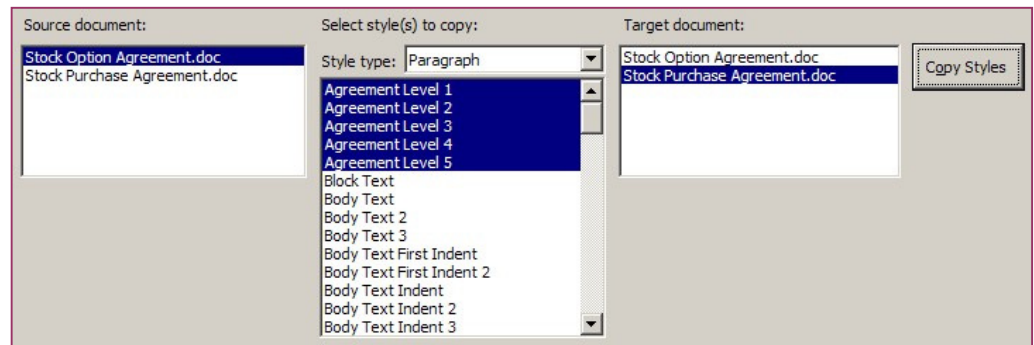 Source document:
Stock Option Agreement.doc
Stock Purchase Agreement.doc
Select style(s) to copy:
Style type: Paragraph
Agreement Level 1
Agreement Level 2
Agreement Level 3
Agreement Level 4
Agreement Level 5
Block Text
Body Text
Body Text 2
Body Text 3
Body Text First Indent
Body Text First Indent 2
Body Text Indent
Body Text Indent 2
Body Text Indent 3
Target document:
Stock Option Agreement.doc
Stock Purchase Agreement.doc
Copy Styles